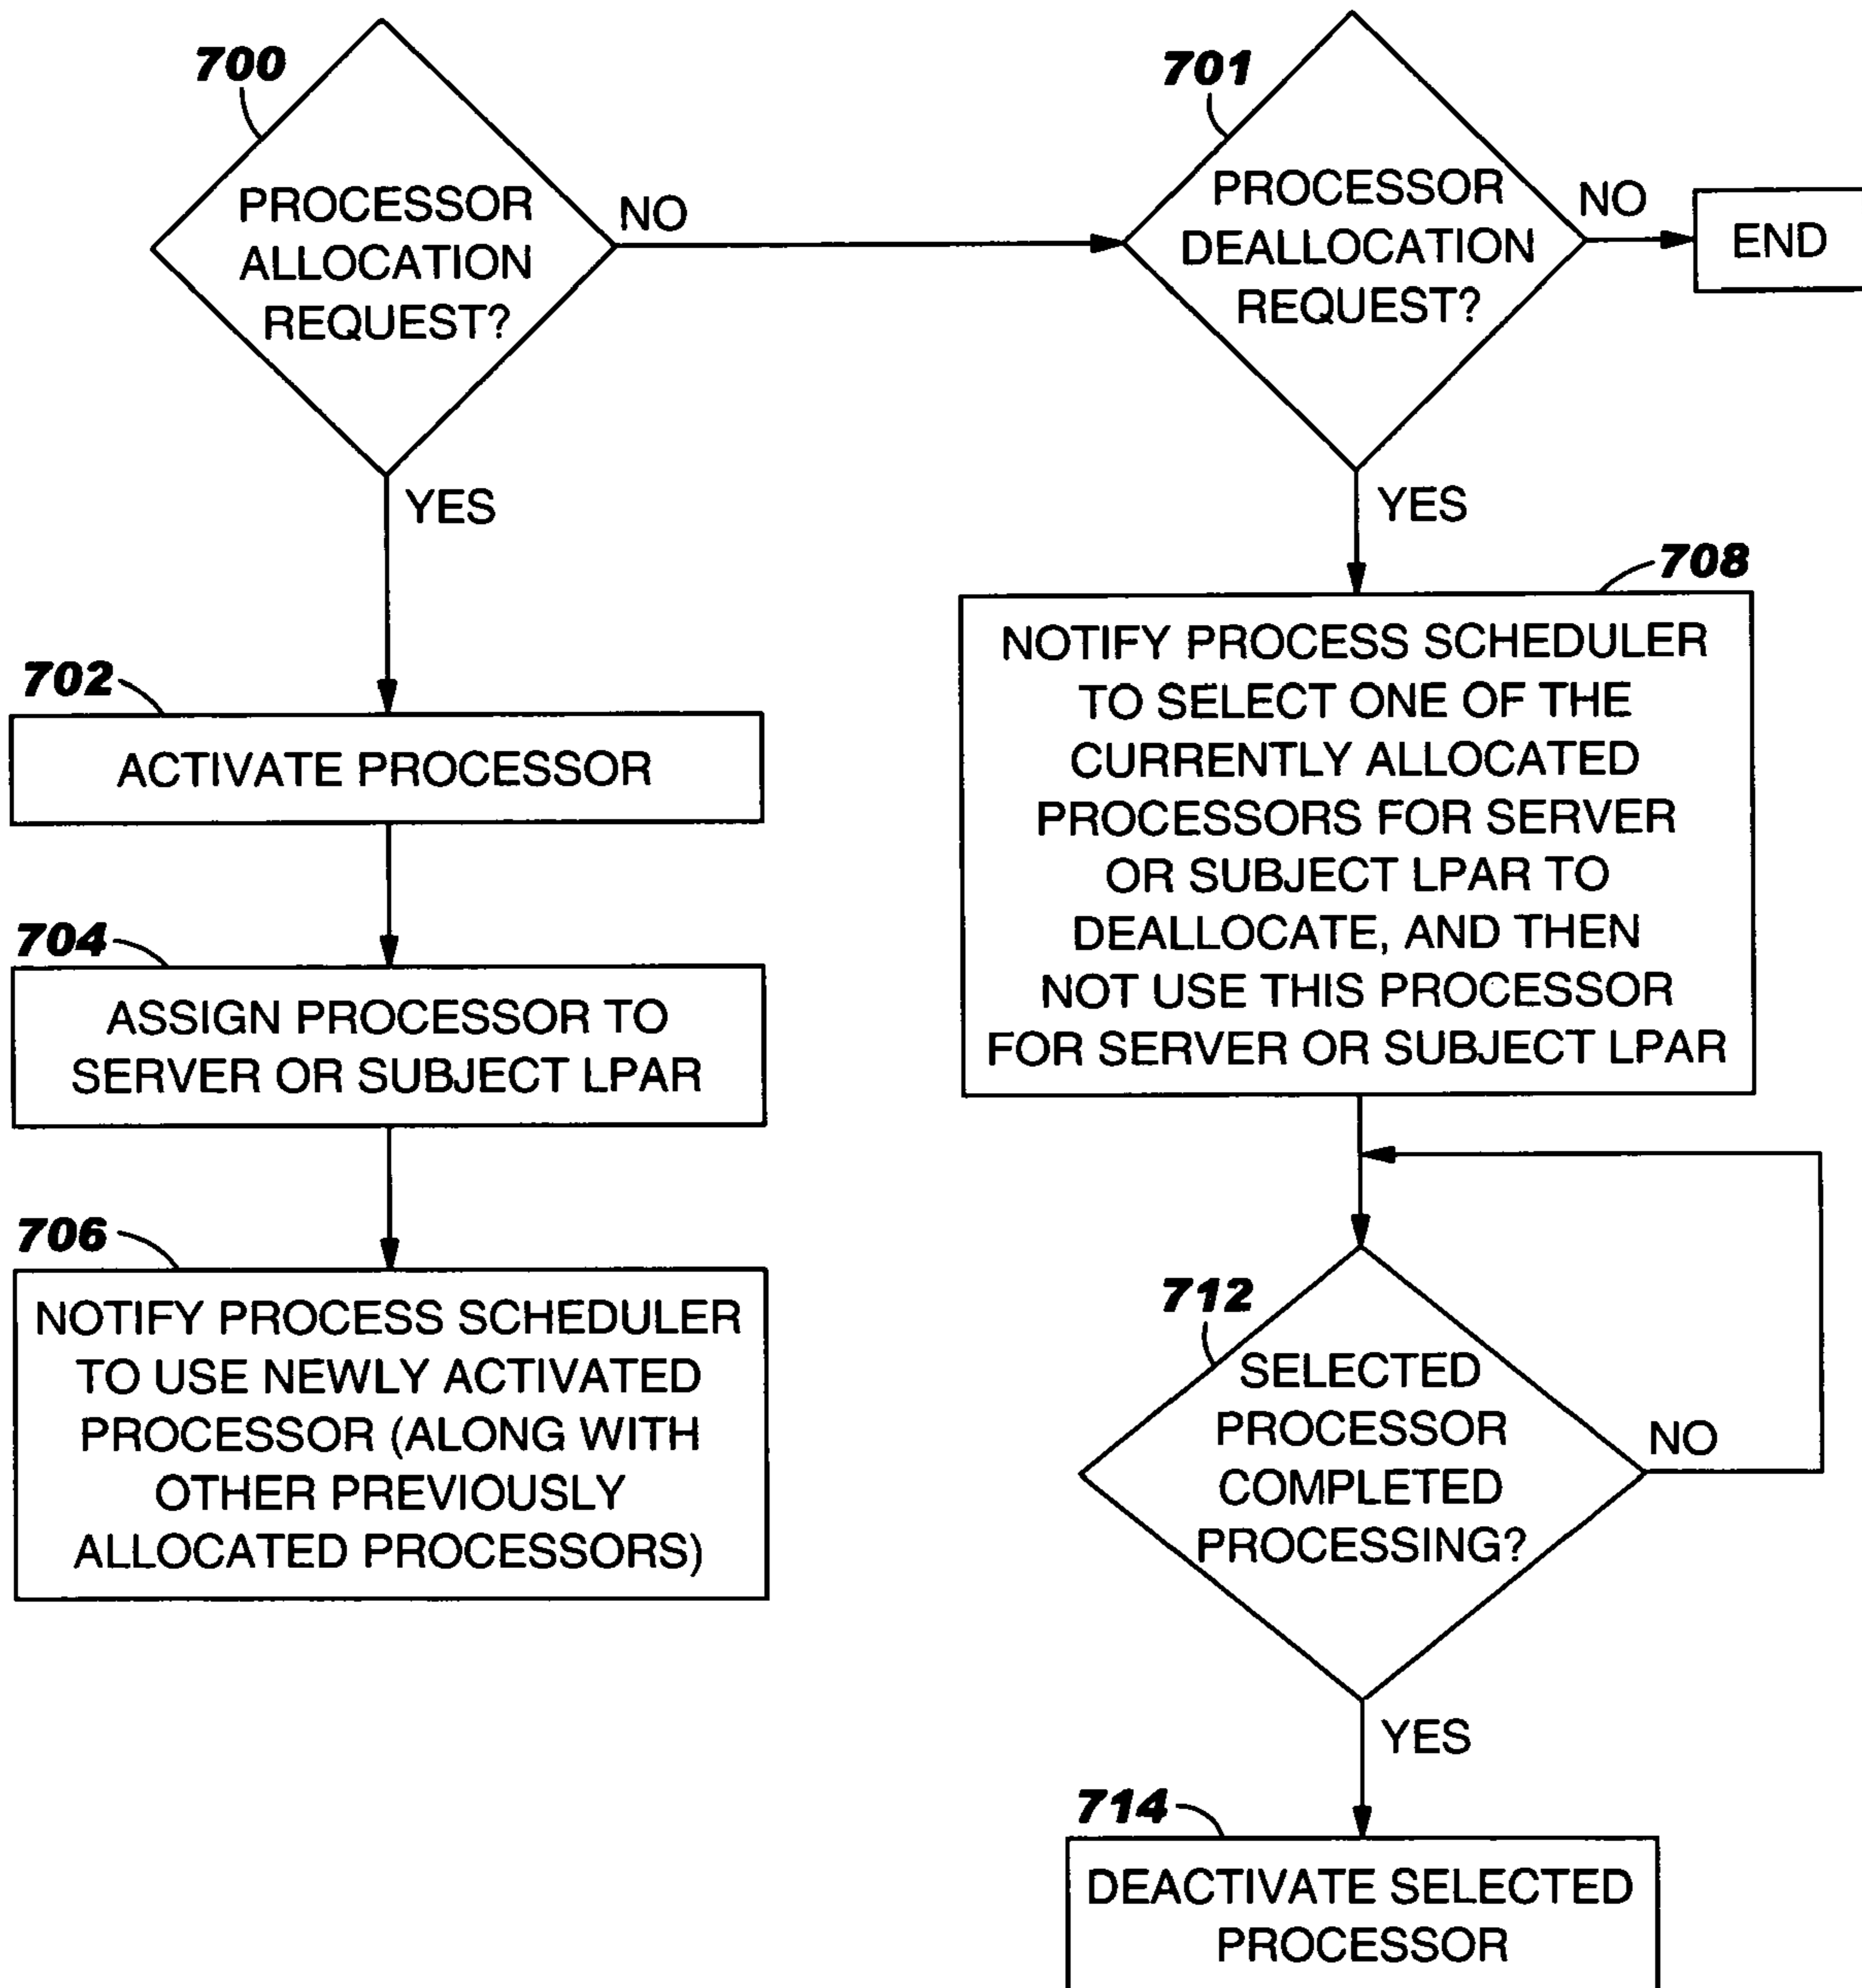 700
PROCESSOR
ALLOCATION
REQUEST?
NO
YES
701
PROCESSOR
DEALLOCATION
REQUEST?
NO
END
YES
702
ACTIVATE PROCESSOR
704
ASSIGN PROCESSOR TO
SERVER OR SUBJECT LPAR
706
NOTIFY PROCESS SCHEDULER
TO USE NEWLY ACTIVATED
PROCESSOR (ALONG WITH
OTHER PREVIOUSLY
ALLOCATED PROCESSORS)
708
NOTIFY PROCESS SCHEDULER
TO SELECT ONE OF THE
CURRENTLY ALLOCATED
PROCESSORS FOR SERVER
OR SUBJECT LPAR TO
DEALLOCATE, AND THEN
NOT USE THIS PROCESSOR
FOR SERVER OR SUBJECT LPAR
712
SELECTED
PROCESSOR
COMPLETED
PROCESSING?
NO
YES
714
DEACTIVATE SELECTED
PROCESSOR